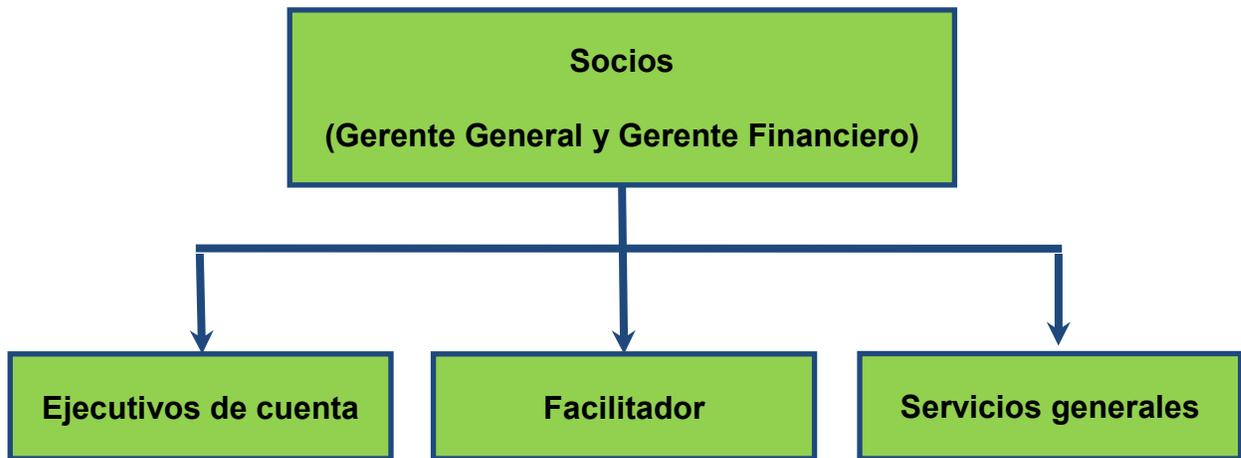 Socios
(Gerente General y Gerente Financiero)
Ejecutivos de cuenta
Facilitador
Servicios generales